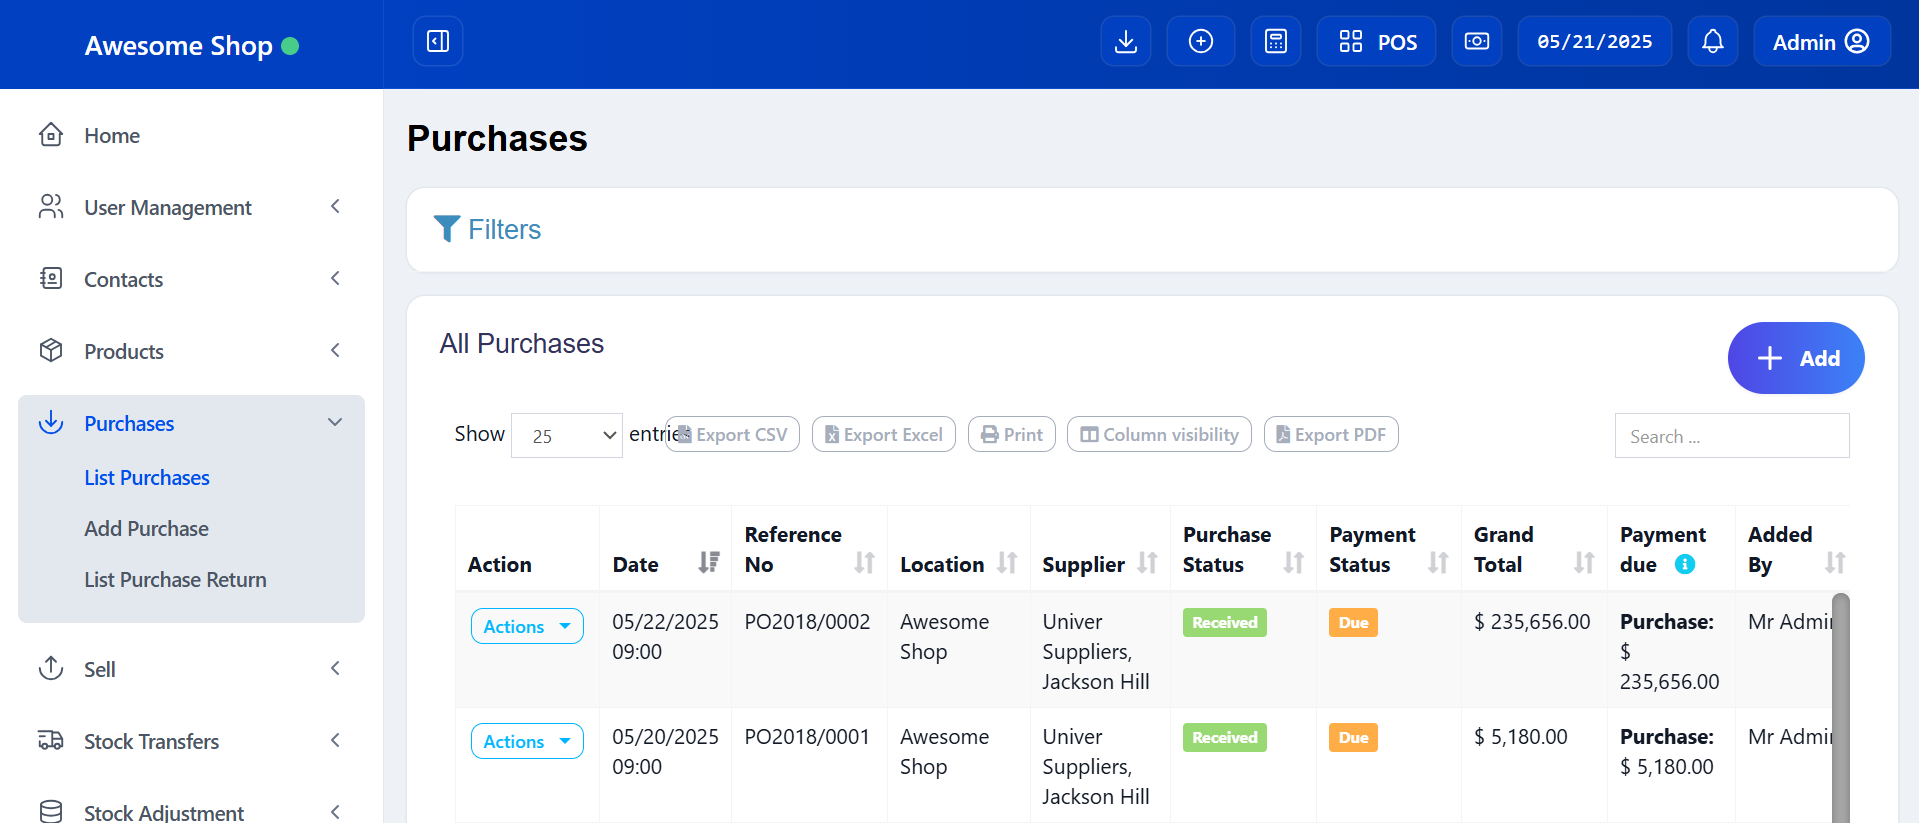 Awesome Shop
POS
05/21/2025
Admin
Home
User Management
Contacts
Products
Purchases
List Purchases
Add Purchase
List Purchase Return
Sell
Stock Transfers
Stock Adjustment
Purchases
Filters
All Purchases
Add
Show 25 entries
Export CSV
Export Excel
Print
Column visibility
Export PDF
Search ...
Action
Date
Reference
No
Location
Supplier
Purchase
Status
Payment
Status
Grand
Total
Payment
due
Added
By
Actions
05/22/2025
09:00
PO2018/0002
Awesome
Shop
Univer
Suppliers,
Jackson Hill
Received
Due
$ 235,656.00
Purchase:
$
235,656.00
Mr Admin
Actions
05/20/2025
09:00
PO2018/0001
Awesome
Shop
Univer
Suppliers,
Jackson Hill
Received
Due
$ 5,180.00
Purchase:
$ 5,180.00
Mr Admin